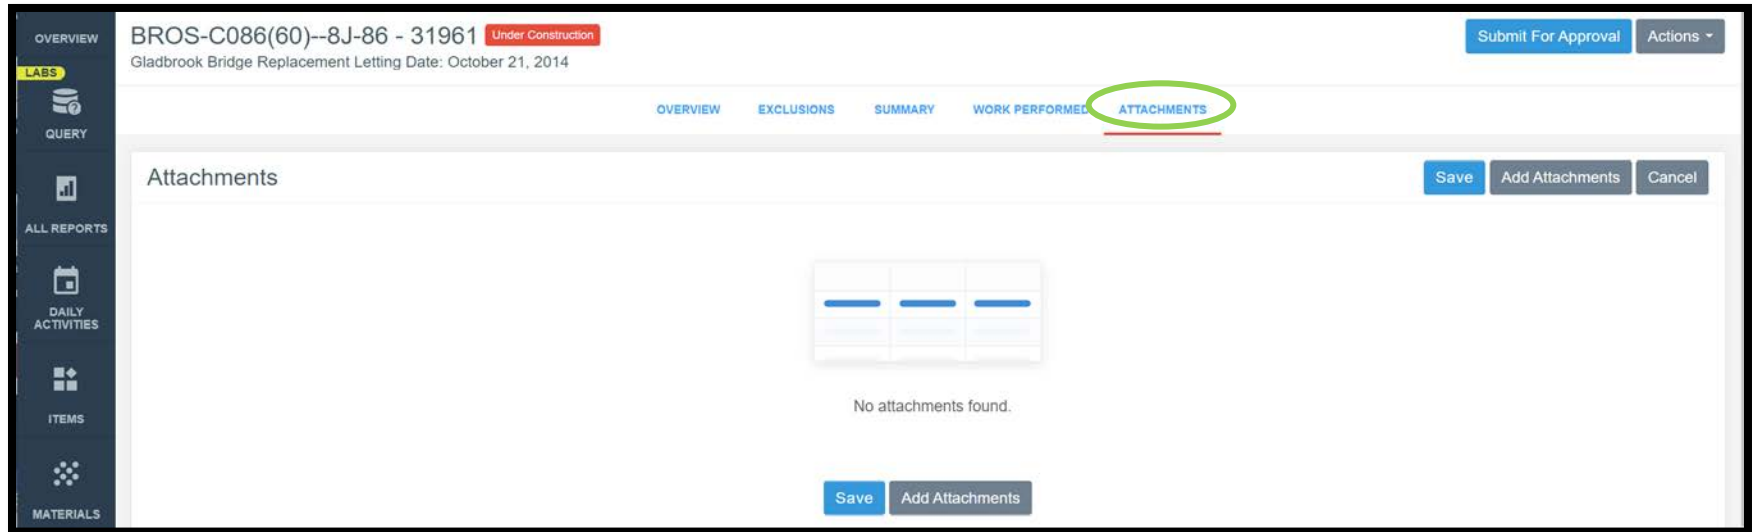 OVERVIEW
LABS
QUERY
ALL REPORTS
DAILY
ACTIVITIES
ITEMS
MATERIALS
BROS-C086(60)--8J-86 - 31961 Under Construction
Gladbrook Bridge Replacement Letting Date: October 21, 2014
Submit For Approval Actions
OVERVIEW EXCLUSIONS SUMMARY WORK PERFORMED ATTACHMENTS
Attachments
Save Add Attachments Cancel
No attachments found.
Save Add Attachments